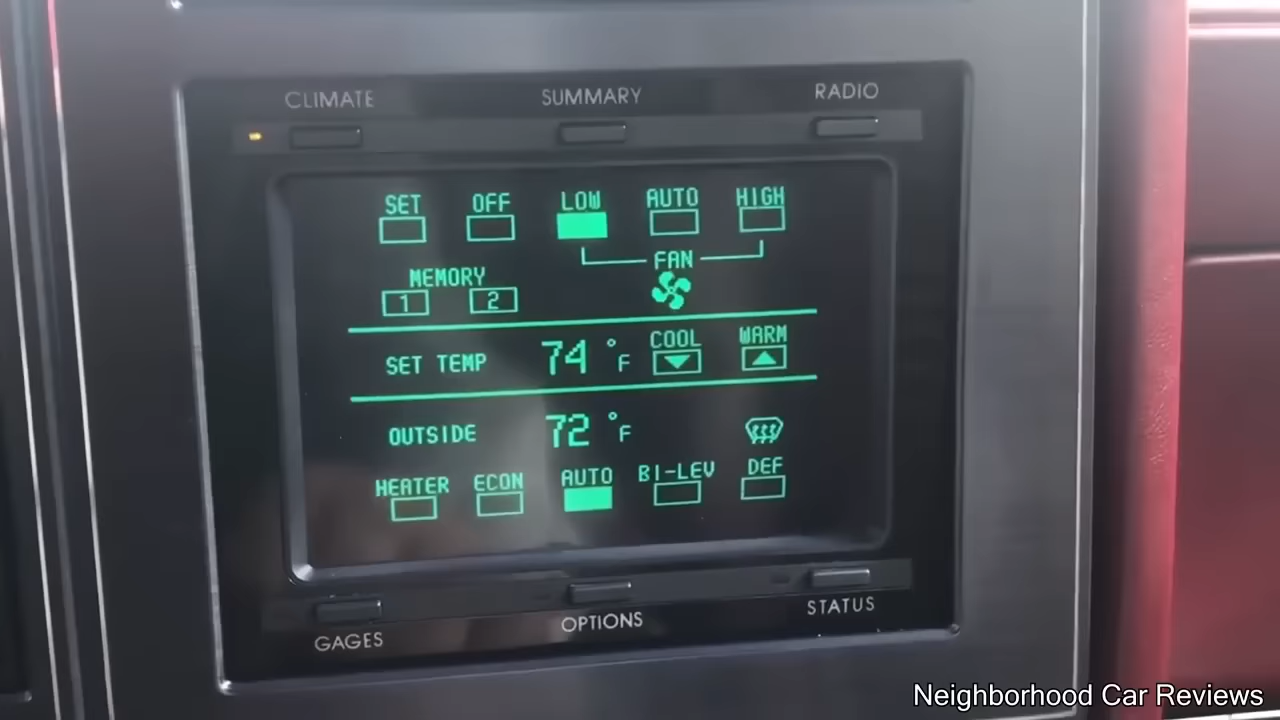 CLIMATE SUMMARY RADIO
SET OFF LOW AUTO HIGH
FAN
MEMORY
1 2
SET TEMP 74 °F COOL WARM
OUTSIDE 72 °F
HEATER ECON AUTO BI-LEV DEF
GAGES OPTIONS STATUS
Neighborhood Car Reviews